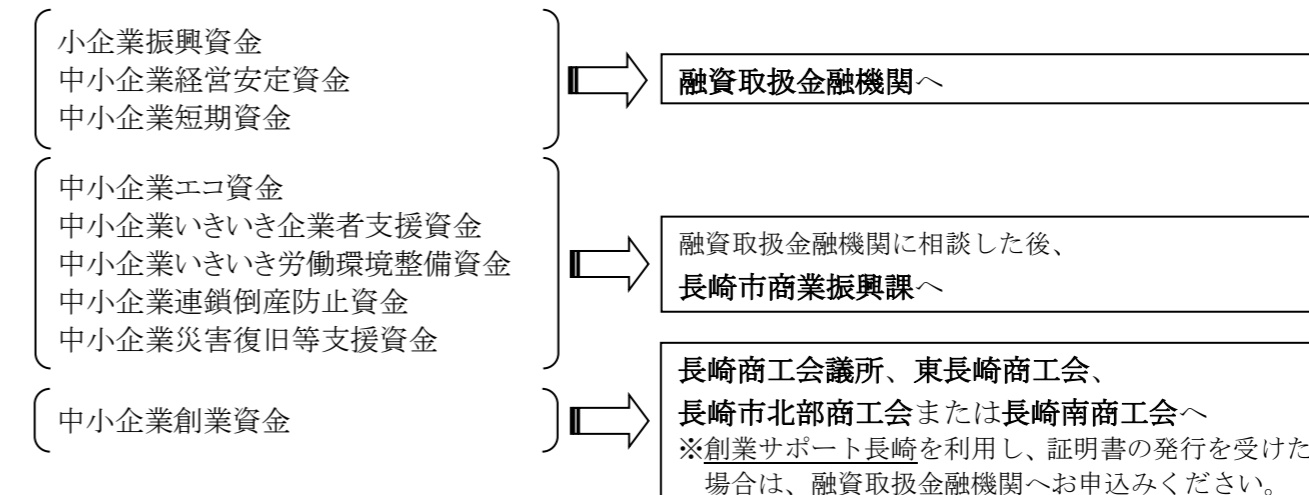 小企業振興資金
中小企業経営安定資金
中小企業短期資金
融資取扱金融機関へ
中小企業エコ資金
中小企業いきいき企業者支援資金
中小企業いきいき労働環境整備資金
中小企業連鎖倒産防止資金
中小企業災害復旧等支援資金
融資取扱金融機関に相談した後、
長崎市商業振興課へ
中小企業創業資金
長崎商工会議所、東長崎商工会、
長崎市北部商工会または長崎南商工会へ
※創業サポート長崎を利用し、証明書の発行を受けた
場合は、融資取扱金融機関へお申込みください。